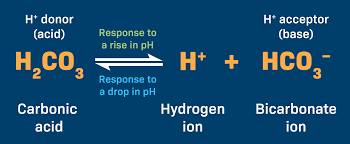 H⁺ donor
(acid)
Response to
a rise in pH
H⁺ acceptor
(base)
H₂CO₃
H⁺ + HCO₃⁻
Response to
a drop in pH
Carbonic
acid
Hydrogen
ion
Bicarbonate
ion